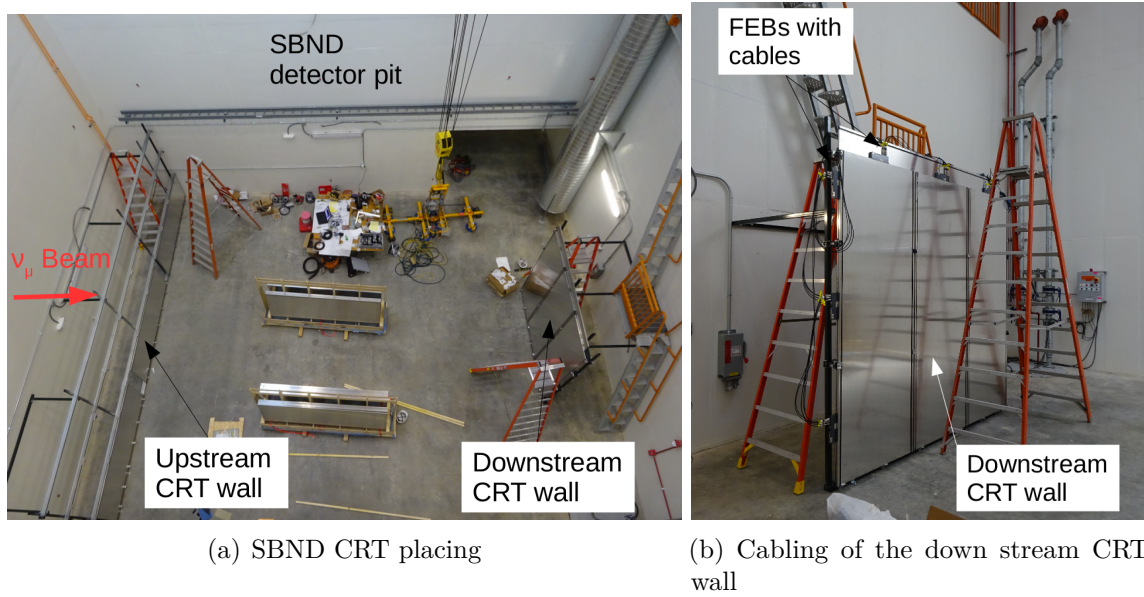 SBND
detector pit
νμ Beam
Upstream
CRT wall
Downstream
CRT wall
FEBs with
cables
Downstream
CRT wall
(a) SBND CRT placing
(b) Cabling of the down stream CRT
wall